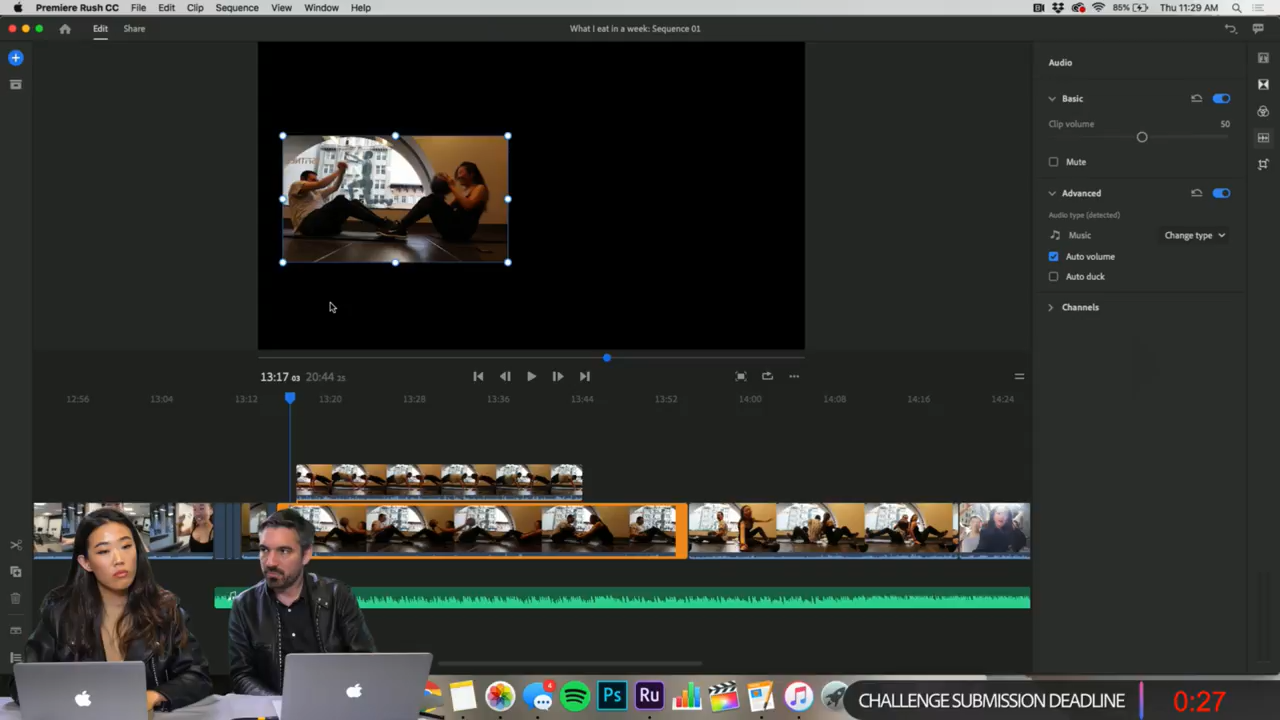 Premiere Rush CC File Edit Clip Sequence View Window Help
85% Thu 11:29 AM
Edit Share What I eat in a week: Sequence 01
Audio
Basic
Clip volume 50
Mute
Advanced
Audio type (detected)
Music Change type
Auto volume
Auto duck
Channels
13:17 03 20:44 25
12:56 13:04 13:12 13:20 13:28 13:36 13:44 13:52 14:00 14:08 14:16 14:24
4
Ps
Ru
CHALLENGE SUBMISSION DEADLINE 0:27